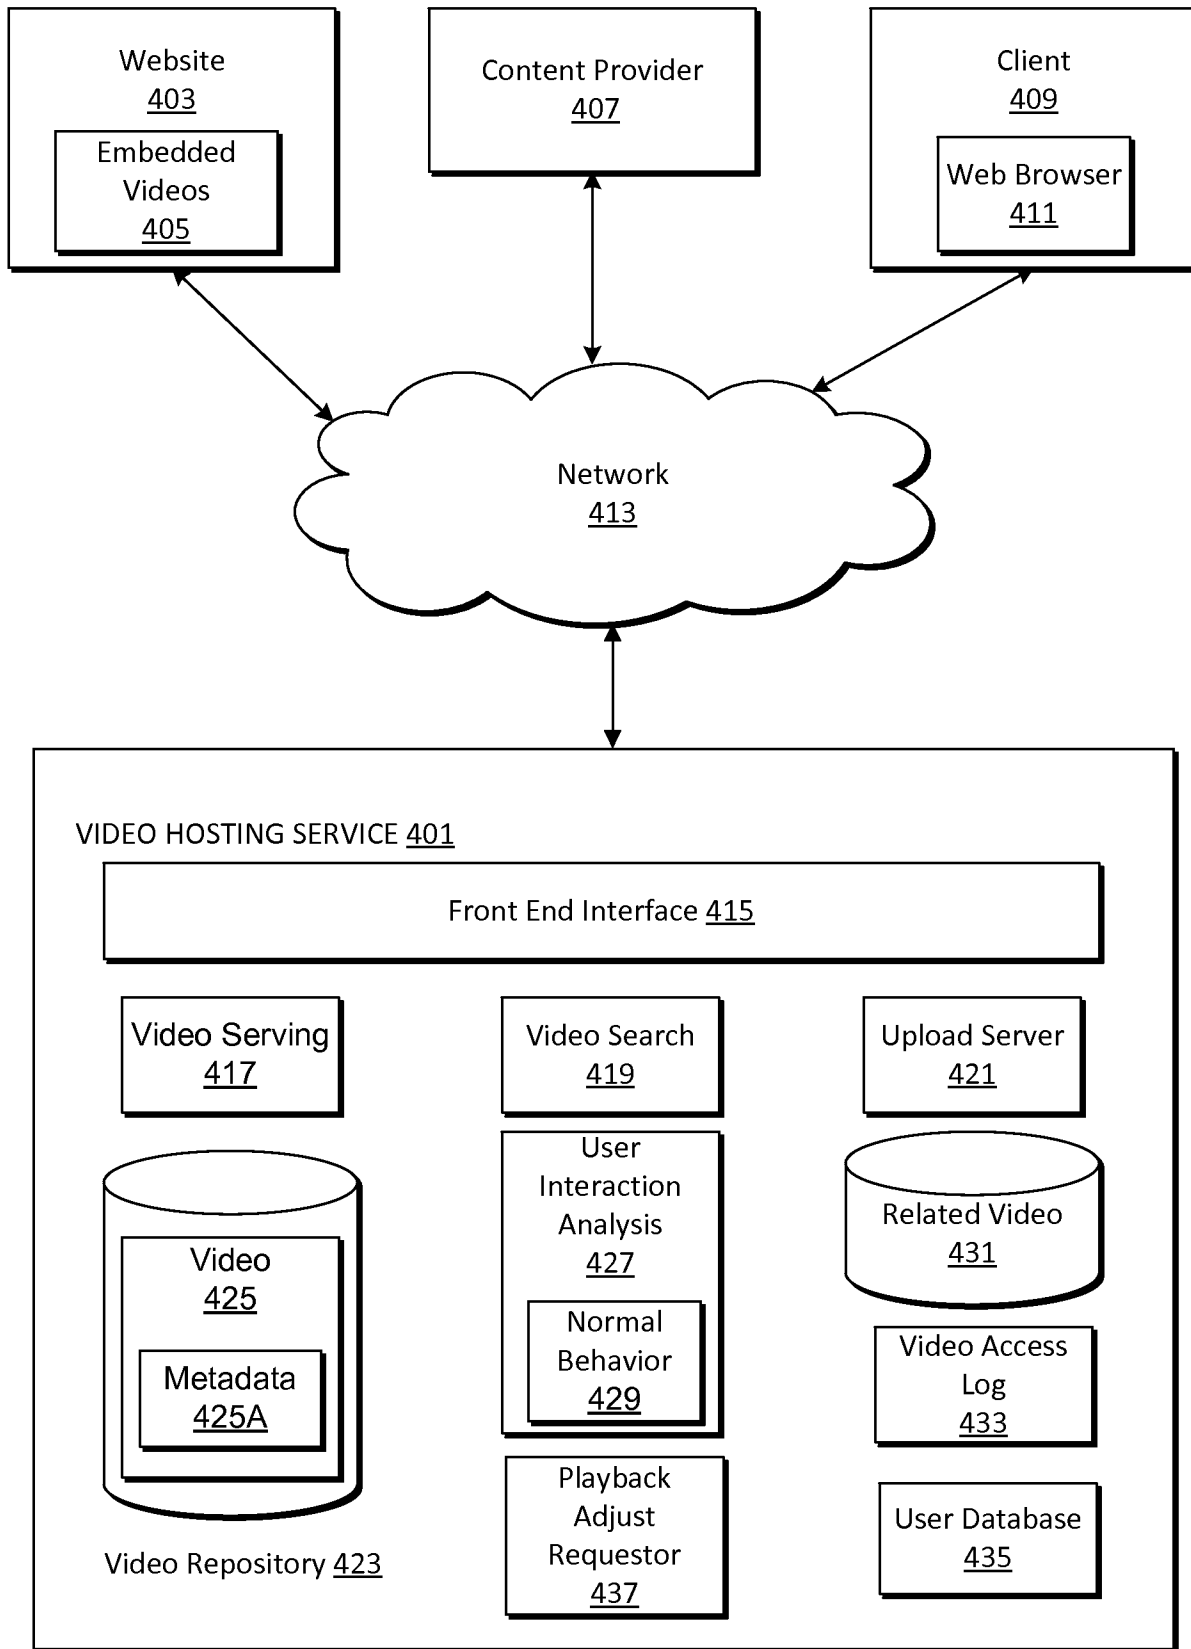 Website
403
Embedded
Videos
405
Content Provider
407
Client
409
Web Browser
411
Network
413
VIDEO HOSTING SERVICE 401
Front End Interface 415
Video Serving
417
Video Search
419
Upload Server
421
Video
425
Metadata
425A
Video Repository 423
User
Interaction
Analysis
427
Normal
Behavior
429
Playback
Adjust
Requestor
437
Related Video
431
Video Access
Log
433
User Database
435